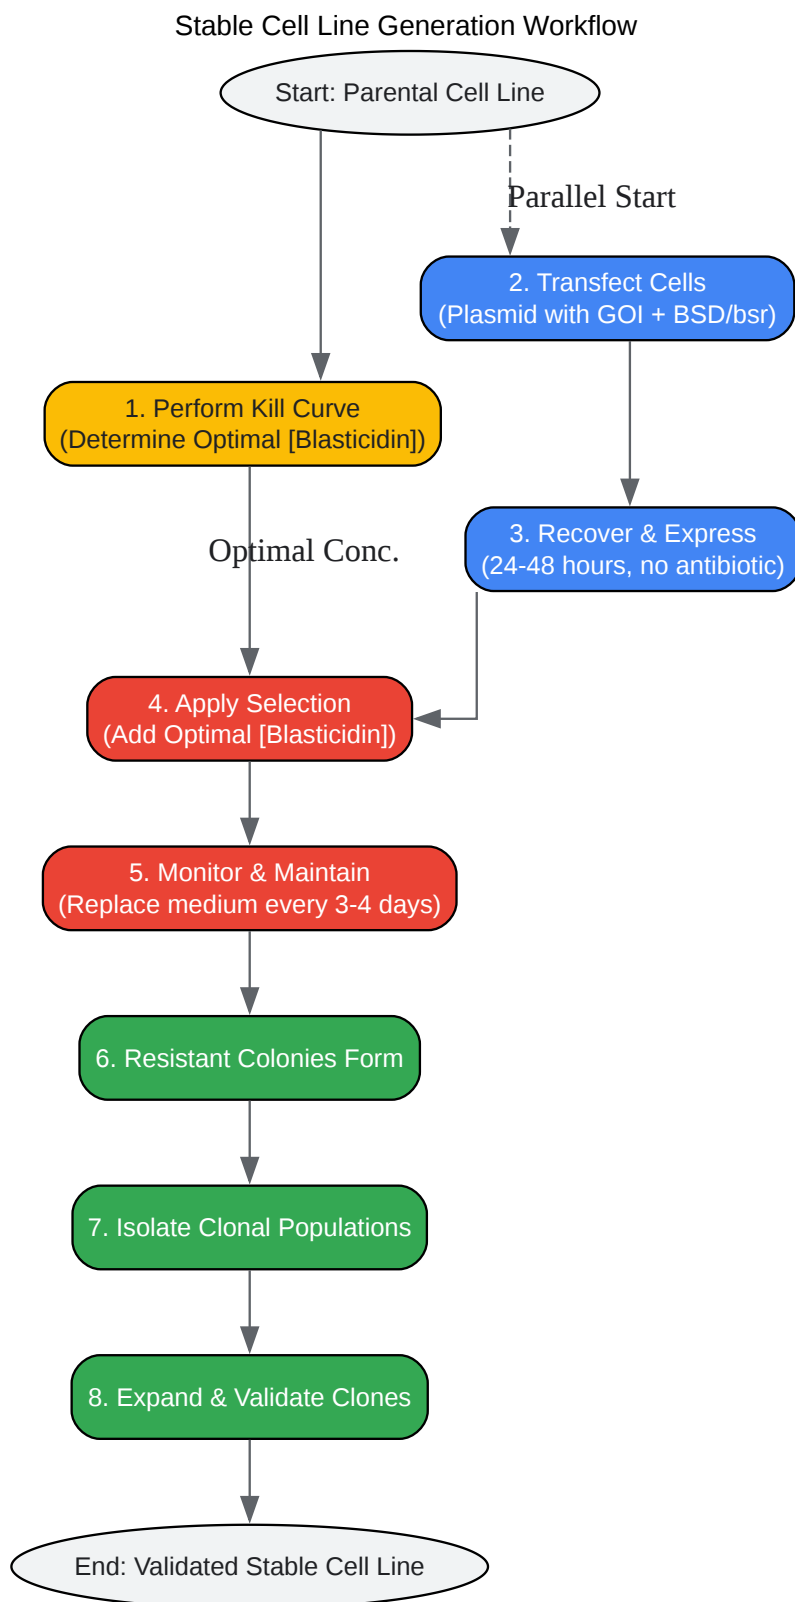 Stable Cell Line Generation Workflow
Start: Parental Cell Line
Parallel Start
2. Transfect Cells
(Plasmid with GOI + BSD/bsr)
1. Perform Kill Curve
(Determine Optimal [Blasticidin])
Optimal Conc.
3. Recover & Express
(24-48 hours, no antibiotic)
4. Apply Selection
(Add Optimal [Blasticidin])
5. Monitor & Maintain
(Replace medium every 3-4 days)
6. Resistant Colonies Form
7. Isolate Clonal Populations
8. Expand & Validate Clones
End: Validated Stable Cell Line